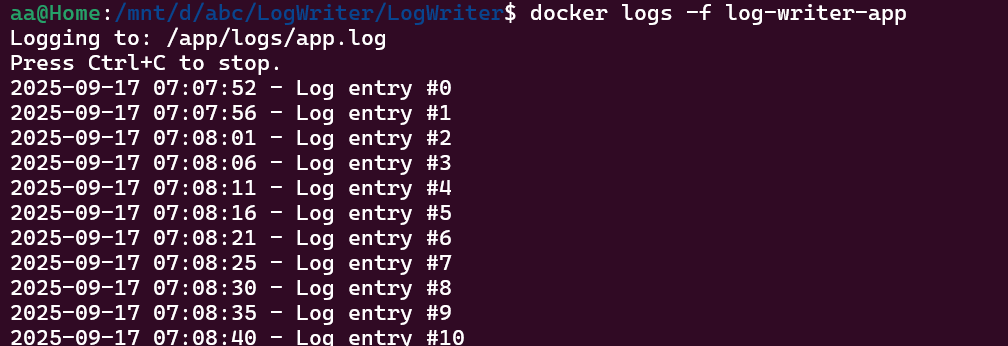 aa@Home:/mnt/d/abc/LogWriter/LogWriter$ docker logs -f log-writer-app
Logging to: /app/logs/app.log
Press Ctrl+C to stop.
2025-09-17 07:07:52 - Log entry #0
2025-09-17 07:07:56 - Log entry #1
2025-09-17 07:08:01 - Log entry #2
2025-09-17 07:08:06 - Log entry #3
2025-09-17 07:08:11 - Log entry #4
2025-09-17 07:08:16 - Log entry #5
2025-09-17 07:08:21 - Log entry #6
2025-09-17 07:08:25 - Log entry #7
2025-09-17 07:08:30 - Log entry #8
2025-09-17 07:08:35 - Log entry #9
2025-09-17 07:08:40 - Log entry #10